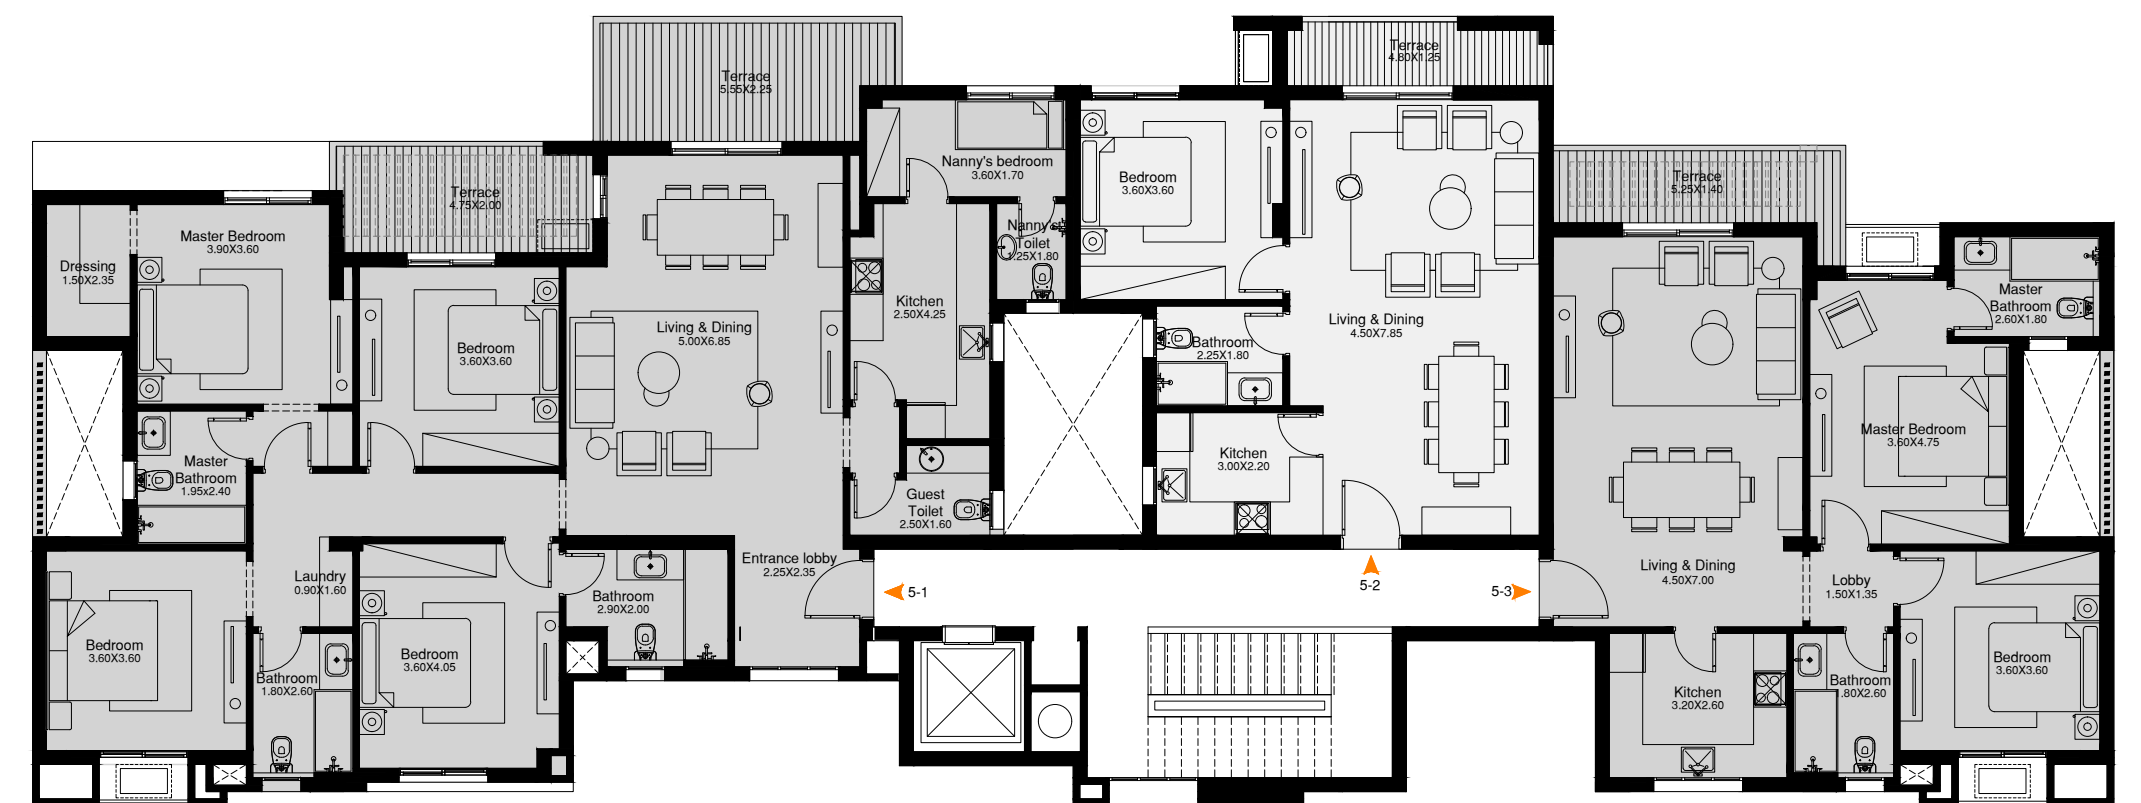 Terrace
5.55X2.25
Terrace
4.80X1.25
Terrace
4.75X2.00
Nanny's bedroom
3.60X1.70
Bedroom
3.60X3.60
Terrace
5.25X1.40
Master Bedroom
3.90X3.60
Dressing
1.50X2.35
Nanny's
Toilet
1.25X1.80
Kitchen
2.50X4.25
Living & Dining
5.00X6.85
Bedroom
3.60X3.60
Living & Dining
4.50X7.85
Bathroom
2.25X1.80
Master
Bathroom
2.60X1.80
Master Bedroom
3.60X4.75
Master
Bathroom
1.95x2.40
Guest
Toilet
2.50X1.60
Kitchen
3.00X2.20
Entrance lobby
2.25X2.35
Laundry
0.90X1.60
Bathroom
2.90X2.00
5-1
5-2
5-3
Living & Dining
4.50X7.00
Lobby
1.50X1.35
Bedroom
3.60X3.60
Bathroom
1.80X2.60
Bedroom
3.60X4.05
Kitchen
3.20X2.60
Bathroom
1.80X2.60
Bedroom
3.60X3.60